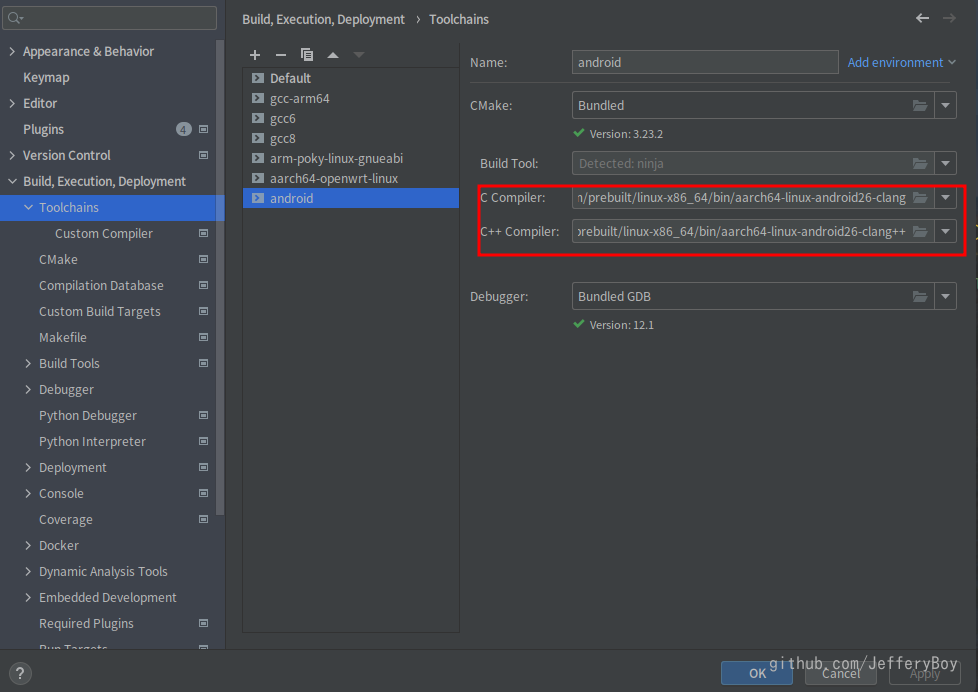 Build, Execution, Deployment › Toolchains
Appearance & Behavior
Keymap
Editor
Plugins 4
Version Control
Build, Execution, Deployment
Toolchains
Custom Compiler
CMake
Compilation Database
Custom Build Targets
Makefile
Build Tools
Debugger
Python Debugger
Python Interpreter
Deployment
Console
Coverage
Docker
Dynamic Analysis Tools
Embedded Development
Required Plugins
Run Targets
Default
gcc-arm64
gcc6
gcc8
arm-poky-linux-gnueabi
aarch64-openwrt-linux
android
Name: android Add environment
CMake: Bundled
Version: 3.23.2
Build Tool: Detected: ninja
C Compiler: n/prebuilt/linux-x86_64/bin/aarch64-linux-android26-clang
C++ Compiler: prebuilt/linux-x86_64/bin/aarch64-linux-android26-clang++
Debugger: Bundled GDB
Version: 12.1
?
OK Cancel Apply
github.com/JefferyBoy